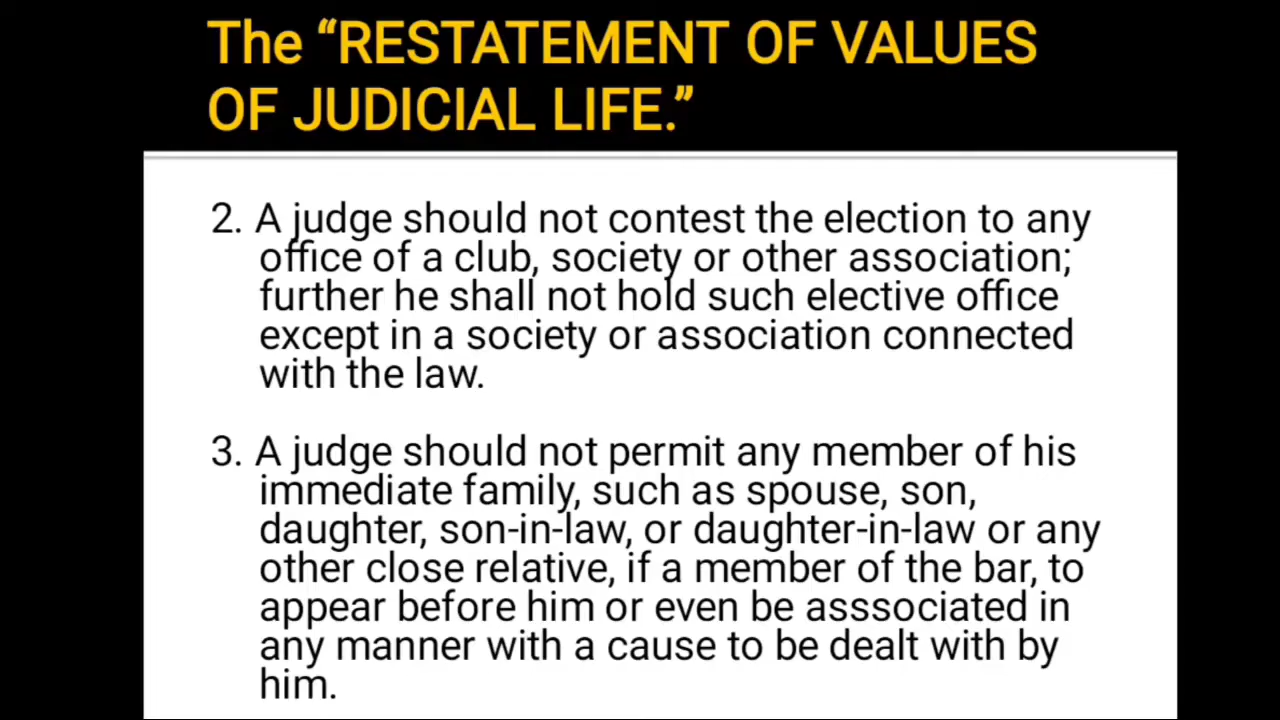 The “RESTATEMENT OF VALUES
OF JUDICIAL LIFE.”
2. A judge should not contest the election to any
office of a club, society or other association;
further he shall not hold such elective office
except in a society or association connected
with the law.
3. A judge should not permit any member of his
immediate family, such as spouse, son,
daughter, son-in-law, or daughter-in-law or any
other close relative, if a member of the bar, to
appear before him or even be asssociated in
any manner with a cause to be dealt with by
him.